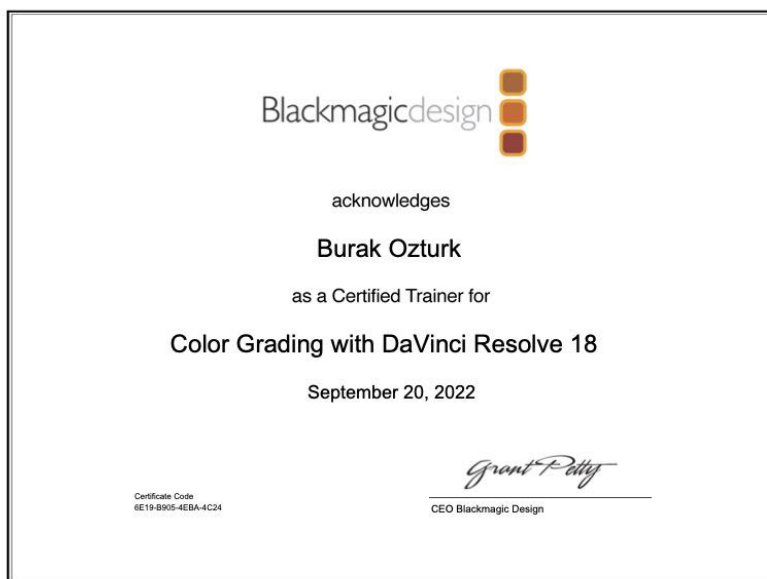 Blackmagicdesign
acknowledges
Burak Ozturk
as a Certified Trainer for
Color Grading with DaVinci Resolve 18
September 20, 2022
Grant Petty
Certificate Code
6E19-B905-4EBA-4C24
CEO Blackmagic Design